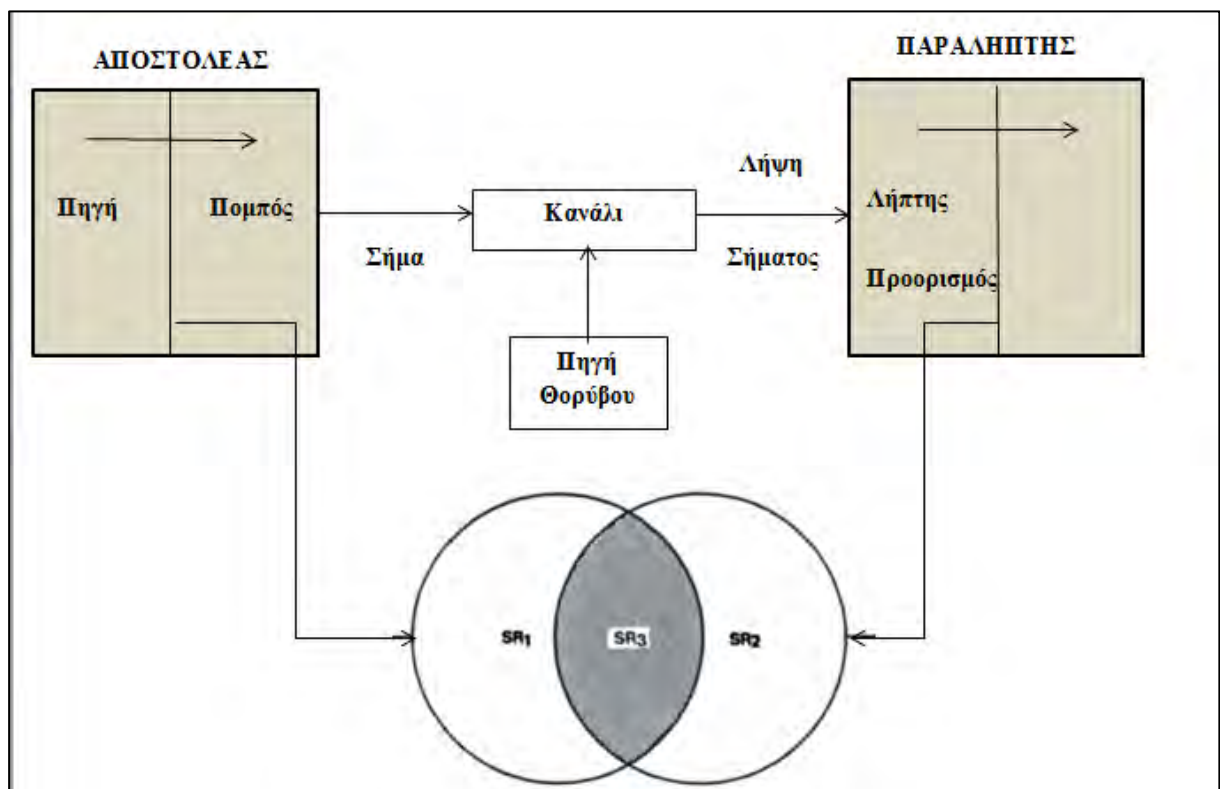 ΑΠΟΣΤΟΛΕΑΣ
ΠΑΡΑΛΗΠΤΗΣ
Πηγή
Πομπός
Σήμα
Κανάλι
Λήψη
Σήματος
Λήπτης
Προορισμός
Πηγή
Θορύβου
SR1
SR3
SR2